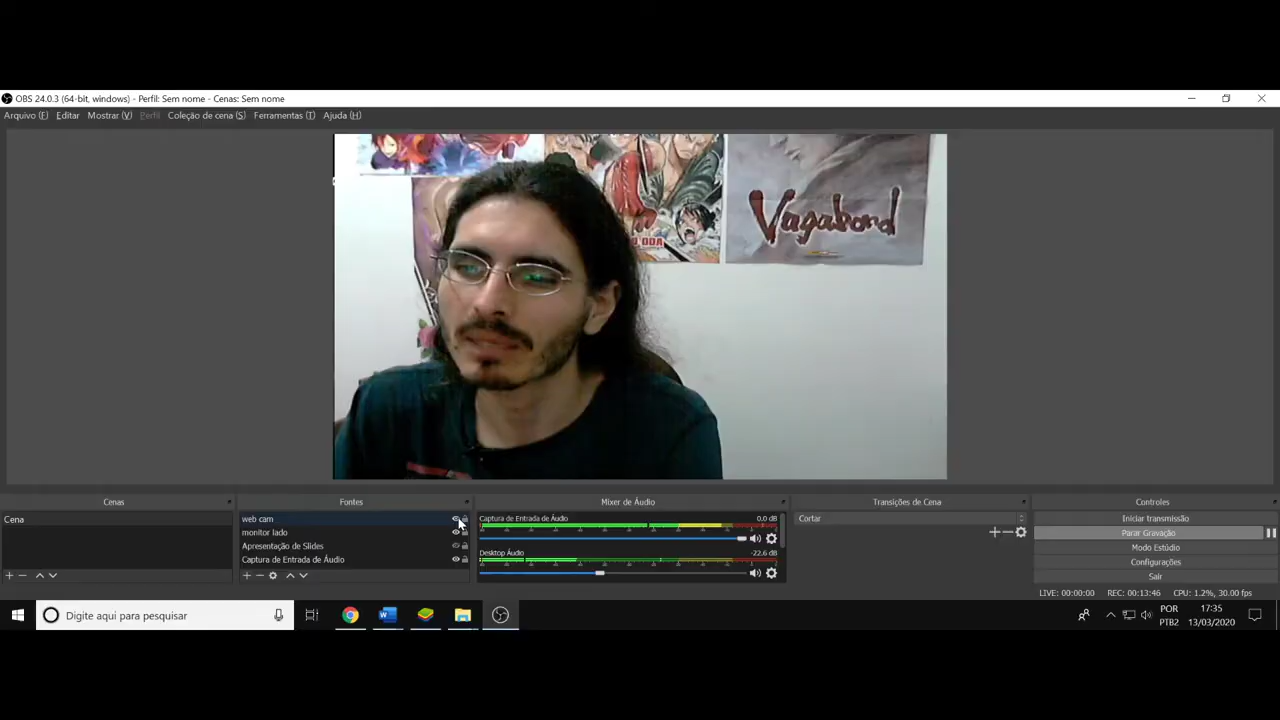 OBS 24.0.3 (64-bit, windows) - Perfil: Sem nome - Cenas: Sem nome
Arquivo (F) Editar Mostrar (V) Perfil Coleção de cena (S) Ferramentas (T) Ajuda (H)
ODA
Vagabond
Cenas Fontes Mixer de Áudio Transições de Cena Controles
Cena
web cam
monitor lado
Apresentação de Slides
Captura de Entrada de Áudio
Captura de Entrada de Áudio 0.0 dB
Desktop Áudio -22.6 dB
Cortar
Iniciar transmissão
Parar Gravação
Modo Estúdio
Configurações
Sair
LIVE: 00:00:00 REC: 00:13:46 CPU: 1.2%, 30.00 fps
Digite aqui para pesquisar
POR
PTB2
17:35
13/03/2020